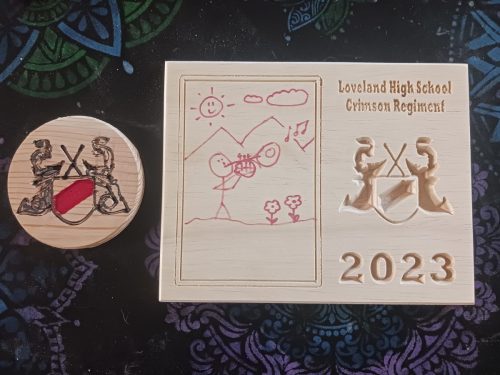 Loveland High School
Crimson Regiment
2023